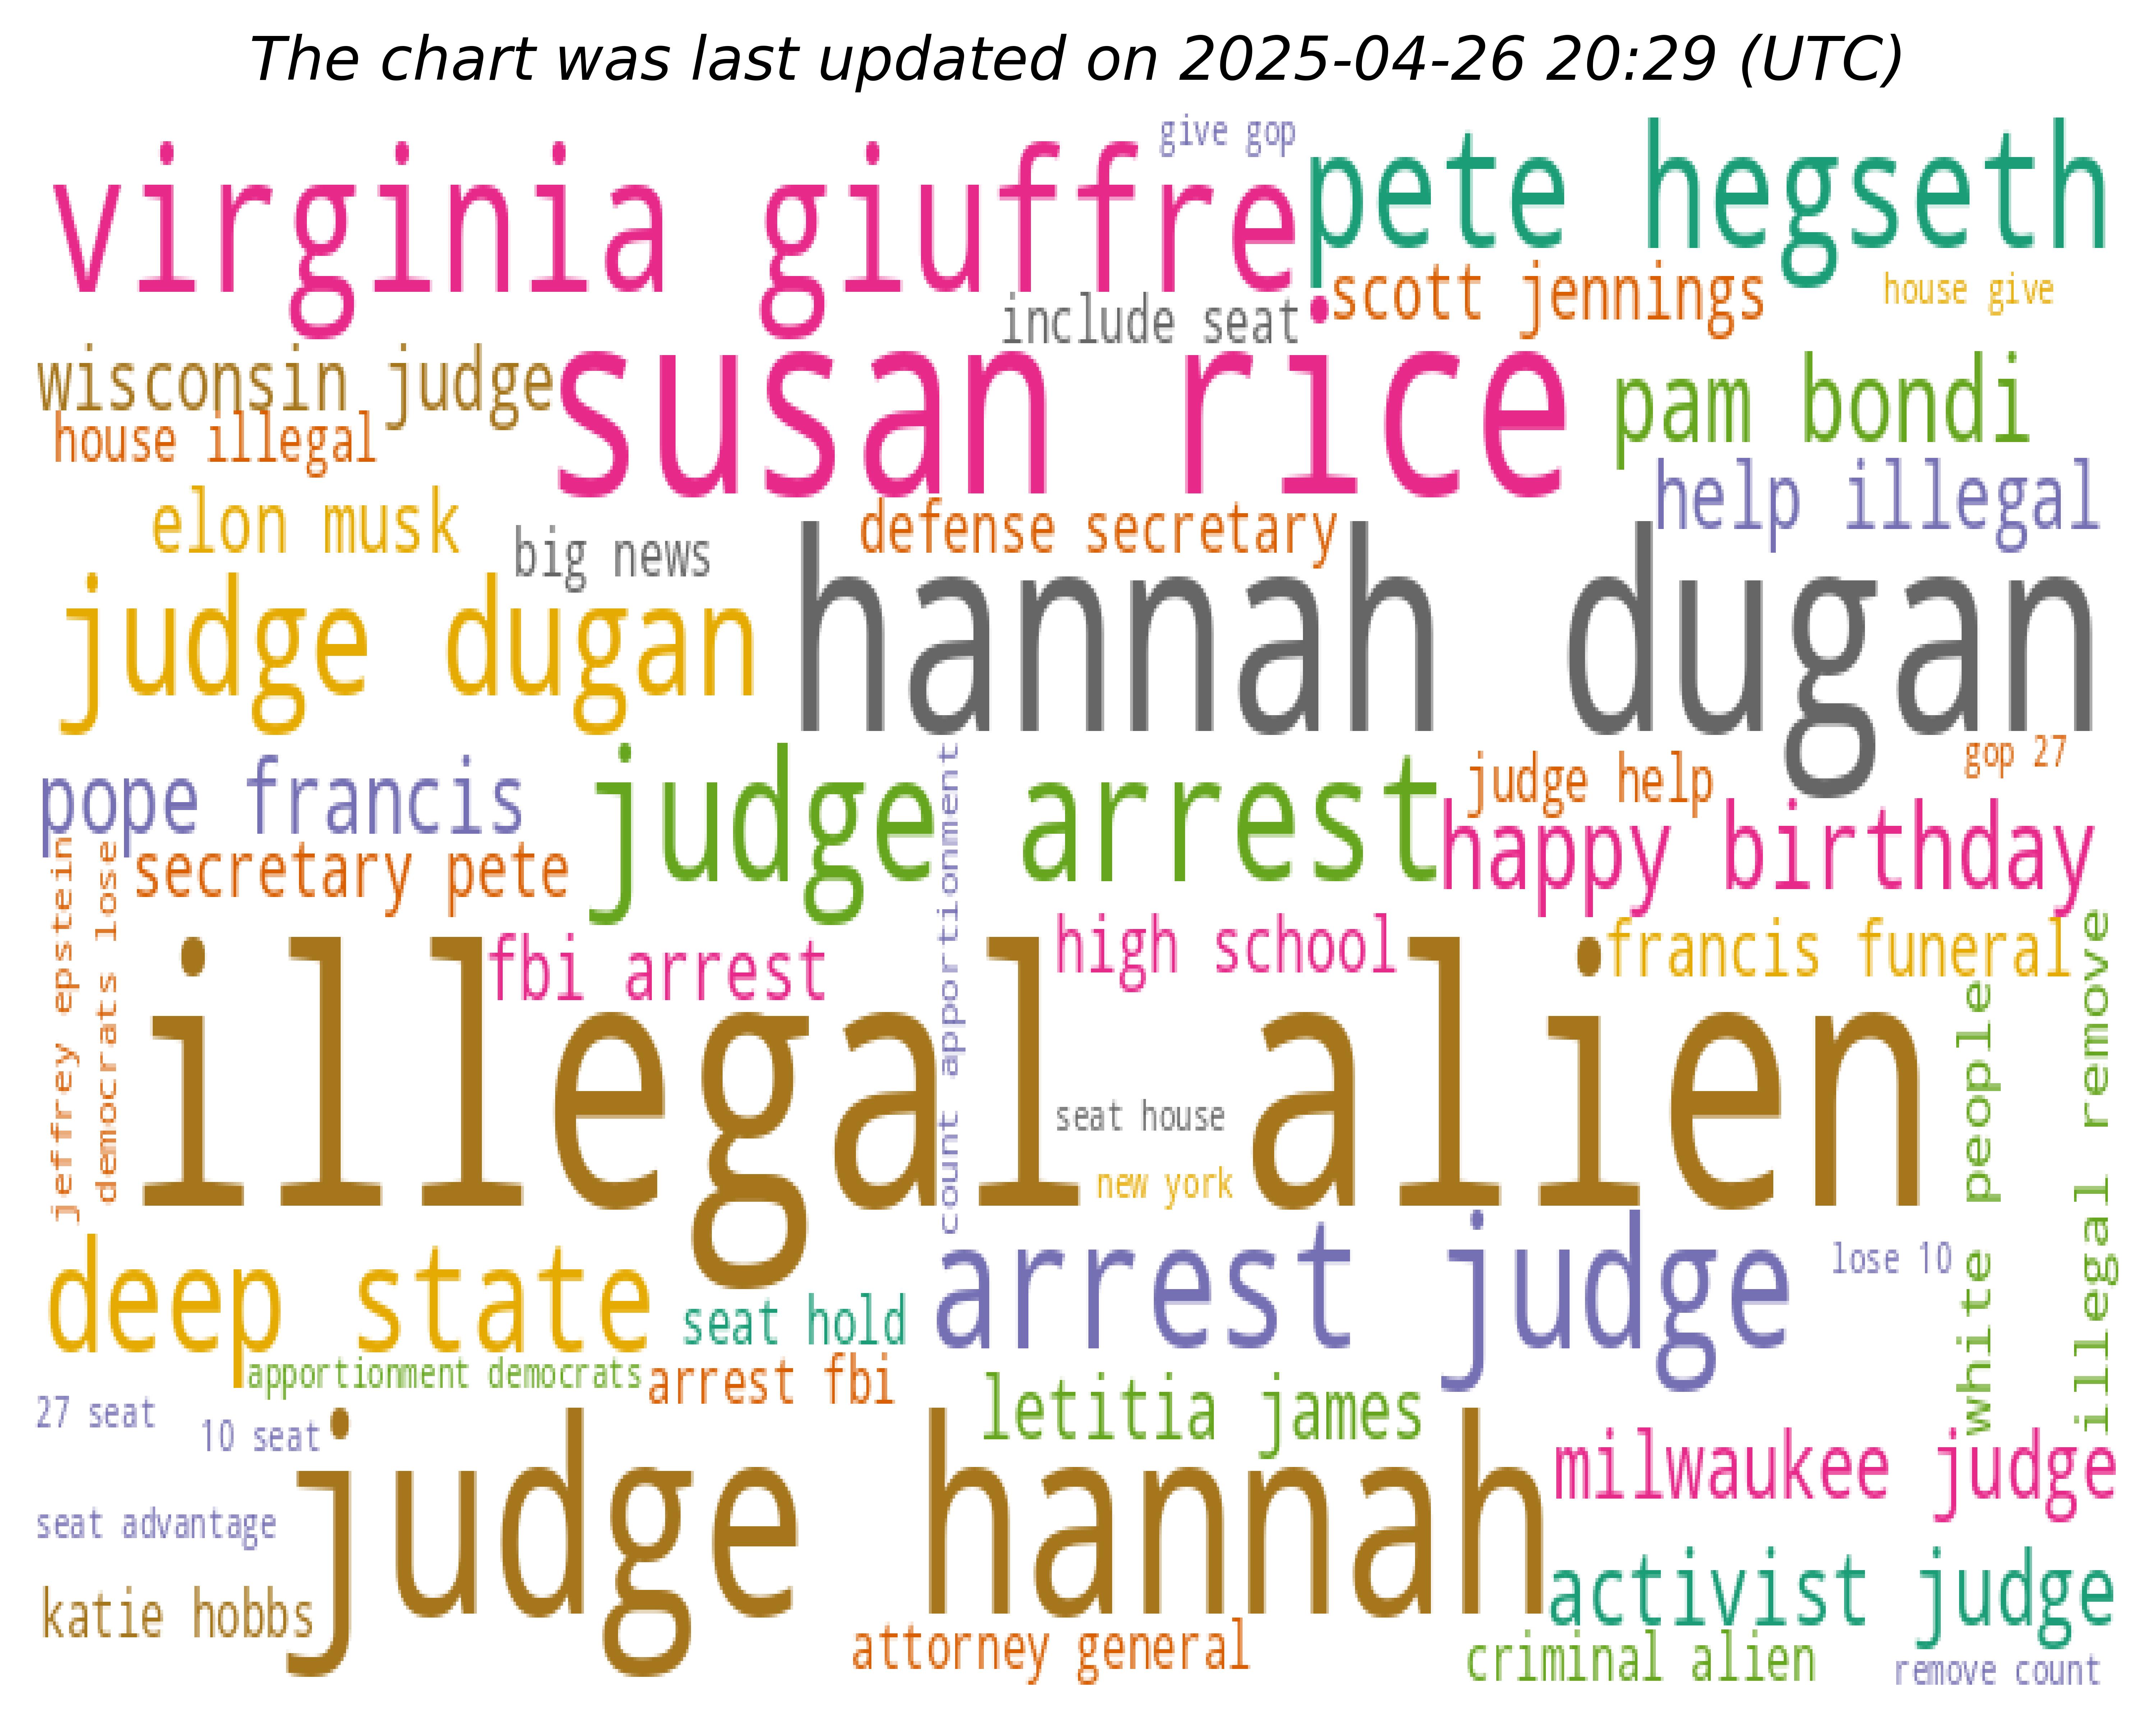 The chart was last updated on 2025-04-26 20:29 (UTC)
give gop
virginia giuffre
pete hegseth
scott jennings
house give
include seat
wisconsin judge
susan rice
pam bondi
house illegal
help illegal
elon musk
big news
defense secretary
judge dugan
hannah dugan
pope francis
judge arrest
judge help
gop 27
happy birthday
secretary pete
jeffrey epstein
democrats lose
count apportionment
fbi arrest
high school
francis funeral
illegal alien
white people
illegal remove
seat house
new york
deep state
seat hold
arrest judge
lose 10
apportionment democrats
arrest fbi
letitia james
27 seat
10 seat
judge hannah
milwaukee judge
seat advantage
activist judge
katie hobbs
attorney general
criminal alien
remove count